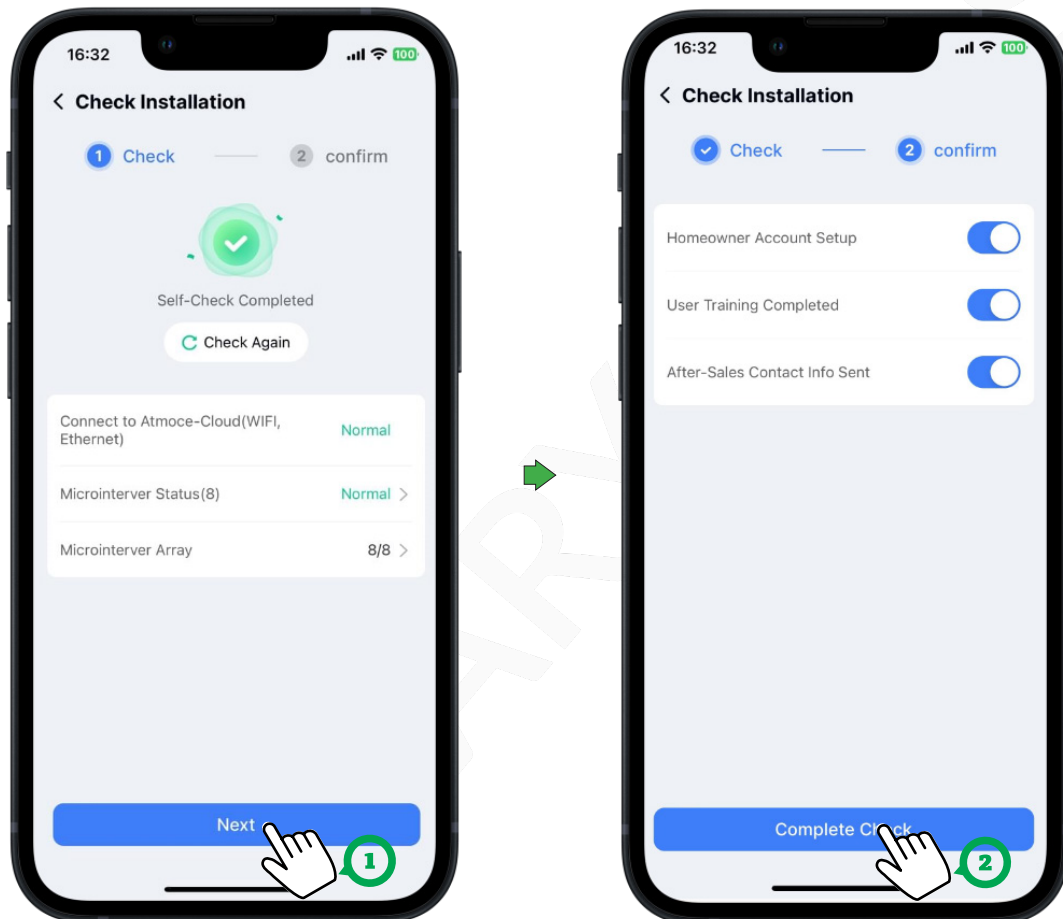 16:32
100
Check Installation
1 Check
2 confirm
Self-Check Completed
Check Again
Connect to Atmoce-Cloud(WIFI,
Ethernet)
Normal
Microinterver Status(8)
Normal
Microinterver Array
8/8
Next
1
16:32
100
Check Installation
Check
2 confirm
Homeowner Account Setup
User Training Completed
After-Sales Contact Info Sent
Complete Check
2